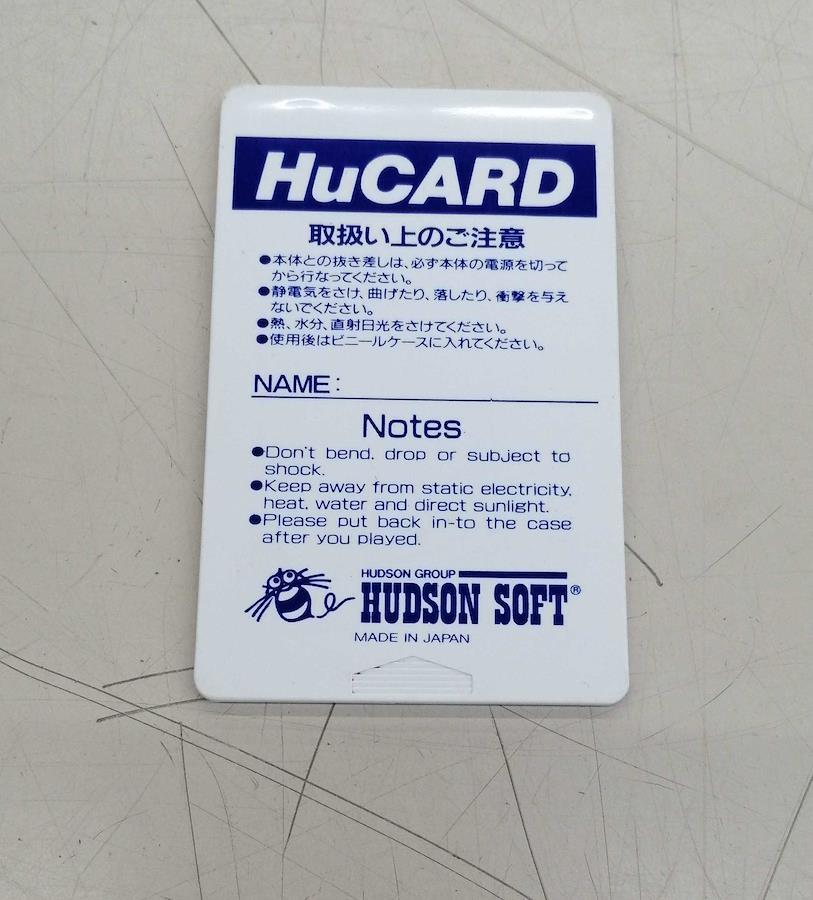 HuCARD
取扱い上のご注意
●本体との抜き差しは、必ず本体の電源を切って
から行なってください。
●静電気をさけ、曲げたり、落したり、衝撃を与え
ないでください。
●熱、水分、直射日光をさけてください。
●使用後はビニールケースに入れてください。
NAME:
Notes
●Don't bend, drop or subject to
shock.
●Keep away from static electricity,
heat, water and direct sunlight.
●Please put back in-to the case
after you played.
HUDSON GROUP
HUDSON SOFT®
MADE IN JAPAN